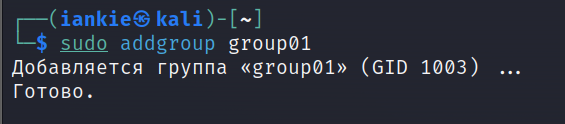 ┌──(iankie㉿kali)-[~]
└─$ sudo addgroup group01
Добавляется группа «group01» (GID 1003) ...
Готово.